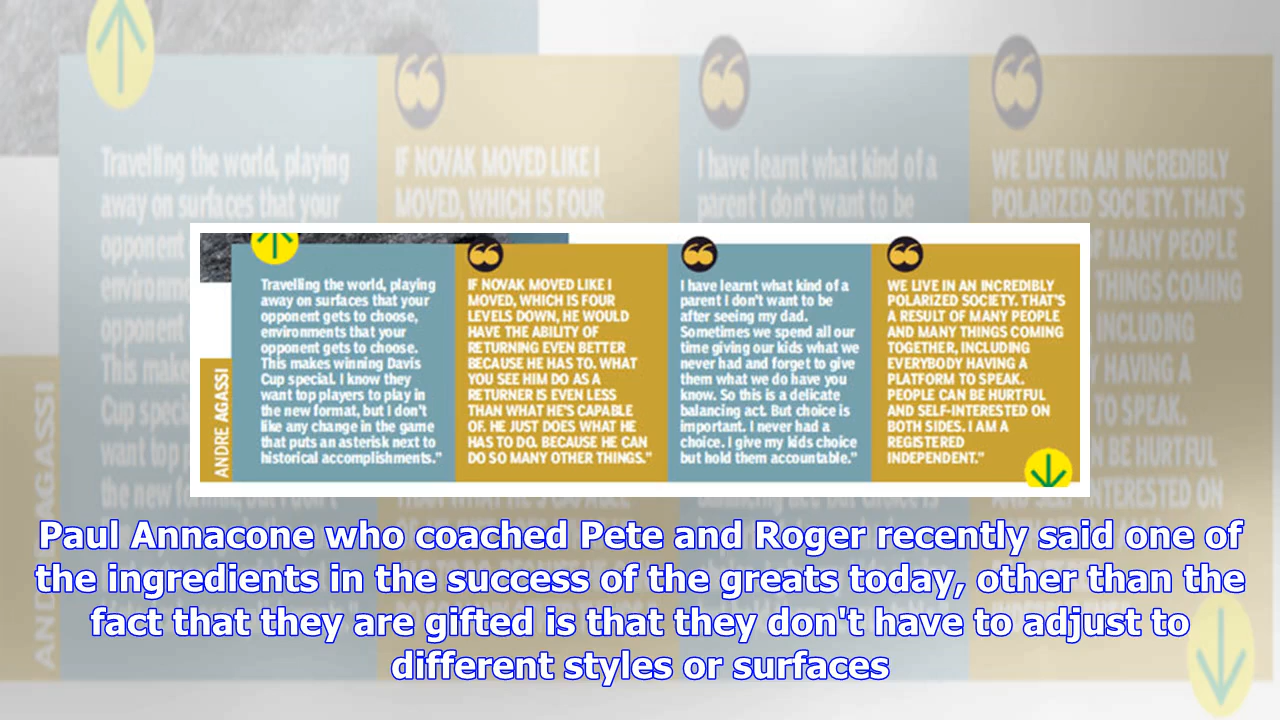 ANDRE AGASSI
Travelling the world, playing
away on surfaces that your
opponent gets to choose,
environments that your
opponent gets to choose.
This makes winning Davis
Cup special. I know they
want top players to play in
the new format, but I don't
like any change in the game
that puts an asterisk next to
historical accomplishments."
IF NOVAK MOVED LIKE I
MOVED, WHICH IS FOUR
LEVELS DOWN, HE WOULD
HAVE THE ABILITY OF
RETURNING EVEN BETTER
BECAUSE HE HAS TO. WHAT
YOU SEE HIM DO AS A
RETURNER IS EVEN LESS
THAN WHAT HE'S CAPABLE
OF. HE JUST DOES WHAT HE
HAS TO DO. BECAUSE HE CAN
DO SO MANY OTHER THINGS."
I have learnt what kind of a
parent I don't want to be
after seeing my dad.
Sometimes we spend all our
time giving our kids what we
never had and forget to give
them what we do have you
know. So this is a delicate
balancing act. But choice is
important. I never had a
choice. I give my kids choice
but hold them accountable."
WE LIVE IN AN INCREDIBLY
POLARIZED SOCIETY. THAT'S
A RESULT OF MANY PEOPLE
AND MANY THINGS COMING
TOGETHER, INCLUDING
EVERYBODY HAVING A
PLATFORM TO SPEAK.
PEOPLE CAN BE HURTFUL
AND SELF-INTERESTED ON
BOTH SIDES. I AM A
REGISTERED
INDEPENDENT."
Paul Annacone who coached Pete and Roger recently said one of
the ingredients in the success of the greats today, other than the
fact that they are gifted is that they don't have to adjust to
different styles or surfaces